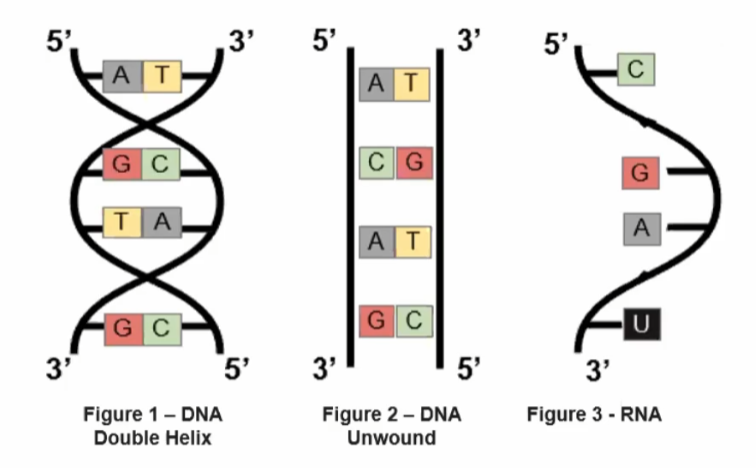 5’ 3’ 5’ 3’ 5’
A T A T C
G C C G G
T A A T A
G C G C U
3’ 5’ 3’ 5’ 3’
Figure 1 – DNA
Double Helix
Figure 2 – DNA
Unwound
Figure 3 - RNA